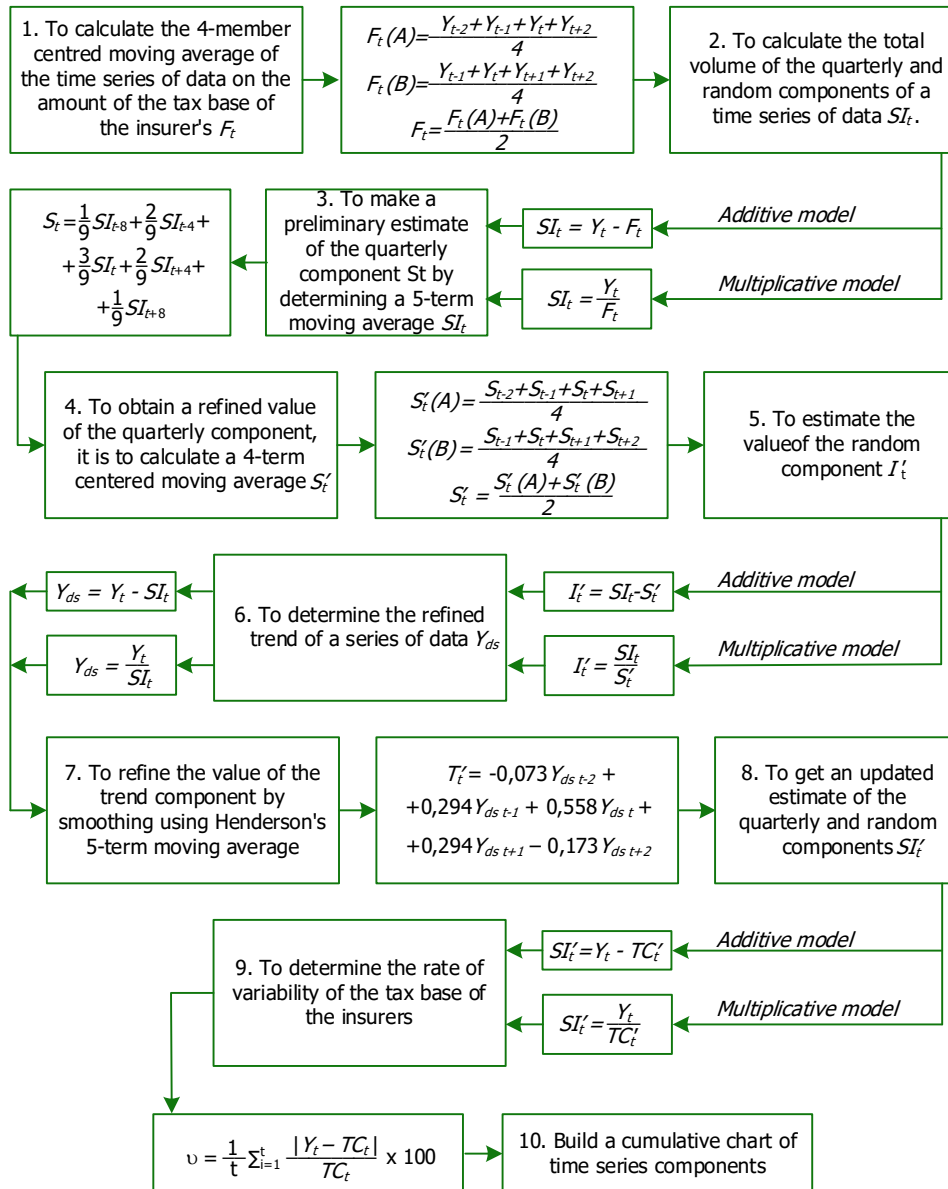 1. To calculate the 4-member
centred moving average of
the time series of data on the
amount of the tax base of
the insurer's Fₜ
Fₜ(A)=(Yₜ₋₂+Yₜ₋₁+Yₜ+Yₜ₊₂)/4
Fₜ(B)=(Yₜ₋₁+Yₜ+Yₜ₊₁+Yₜ₊₂)/4
Fₜ=(Fₜ(A)+Fₜ(B))/2
2. To calculate the total
volume of the quarterly and
random components of a
time series of data SIₜ.
Additive model
SIₜ = Yₜ - Fₜ
Multiplicative model
SIₜ = Yₜ/Fₜ
3. To make a
preliminary estimate
of the quarterly
component St by
determining a 5-term
moving average SIₜ
Sₜ = 1/9 SIₜ₋₈ + 2/9 SIₜ₋₄ +
+ 3/9 SIₜ + 2/9 SIₜ₊₄ +
+ 1/9 SIₜ₊₈
4. To obtain a refined value
of the quarterly component,
it is to calculate a 4-term
centered moving average S′ₜ
S′ₜ(A) = (Sₜ₋₂+Sₜ₋₁+Sₜ+Sₜ₊₁)/4
S′ₜ(B) = (Sₜ₋₁+Sₜ+Sₜ₊₁+Sₜ₊₂)/4
S′ₜ = (S′ₜ(A)+S′ₜ(B))/2
5. To estimate the
valueof the random
component I′ₜ
Additive model
I′ₜ = SIₜ-S′ₜ
Multiplicative model
I′ₜ = SIₜ/S′ₜ
6. To determine the refined
trend of a series of data Y_ds
Y_ds = Yₜ - SIₜ
Y_ds = Yₜ/SIₜ
7. To refine the value of the
trend component by
smoothing using Henderson's
5-term moving average
T′ₜ = -0,073Y_ds t-2 +
+0,294Y_ds t-1 + 0,558Y_ds t +
+0,294Y_ds t+1 − 0,173Y_ds t+2
8. To get an updated
estimate of the
quarterly and random
components SI′ₜ
Additive model
SI′ₜ=Yₜ - TC′ₜ
Multiplicative model
SI′ₜ=Yₜ/TC′ₜ
9. To determine the rate of
variability of the tax base of
the insurers
υ = 1/t Σᵗᵢ₌₁ |Yₜ − TCₜ|/TCₜ x 100
10. Build a cumulative chart of
time series components